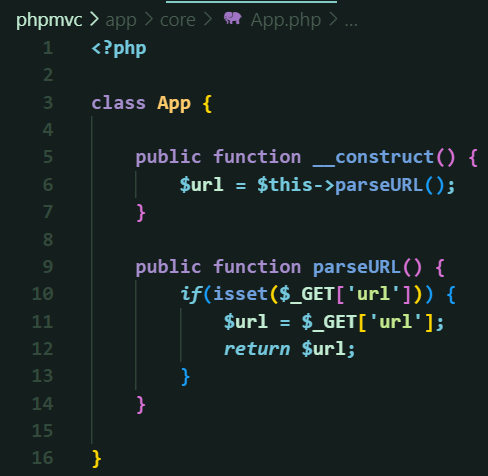 phpmvc > app > core > App.php > ...
1 <?php
2
3 class App {
4
5     public function __construct() {
6         $url = $this->parseURL();
7     }
8
9     public function parseURL() {
10         if(isset($_GET['url'])) {
11             $url = $_GET['url'];
12             return $url;
13         }
14     }
15
16 }